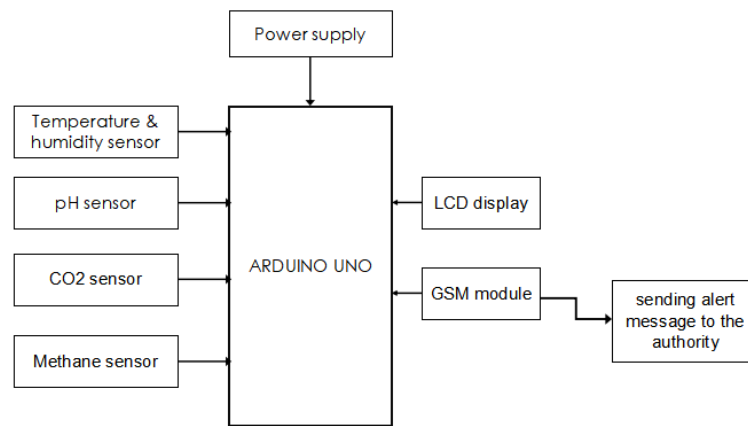 Power supply
Temperature &
humidity sensor
pH sensor
CO2 sensor
Methane sensor
ARDUINO UNO
LCD display
GSM module
sending alert
message to the
authority